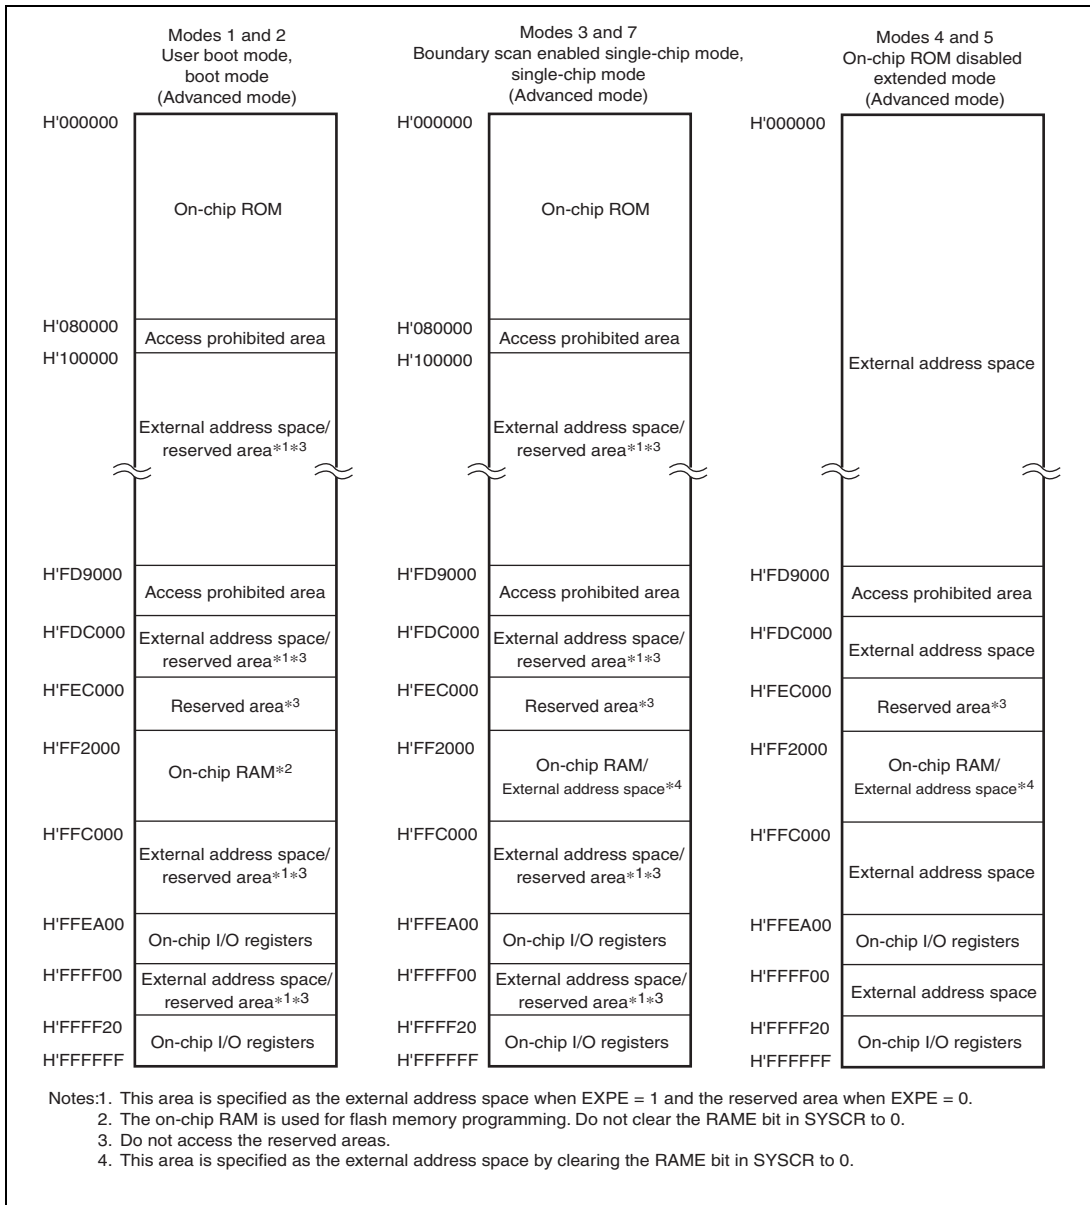 Modes 1 and 2
User boot mode,
boot mode
(Advanced mode)
H'000000
On-chip ROM
H'080000
Access prohibited area
H'100000
External address space/
reserved area*1*3
H'FD9000
Access prohibited area
H'FDC000
External address space/
reserved area*1*3
H'FEC000
Reserved area*3
H'FF2000
On-chip RAM*2
H'FFC000
External address space/
reserved area*1*3
H'FFEA00
On-chip I/O registers
H'FFFF00
External address space/
reserved area*1*3
H'FFFF20
On-chip I/O registers
H'FFFFFF
Modes 3 and 7
Boundary scan enabled single-chip mode,
single-chip mode
(Advanced mode)
H'000000
On-chip ROM
H'080000
Access prohibited area
H'100000
External address space/
reserved area*1*3
H'FD9000
Access prohibited area
H'FDC000
External address space/
reserved area*1*3
H'FEC000
Reserved area*3
H'FF2000
On-chip RAM/
External address space*4
H'FFC000
External address space/
reserved area*1*3
H'FFEA00
On-chip I/O registers
H'FFFF00
External address space/
reserved area*1*3
H'FFFF20
On-chip I/O registers
H'FFFFFF
Modes 4 and 5
On-chip ROM disabled
extended mode
(Advanced mode)
H'000000
External address space
H'FD9000
Access prohibited area
H'FDC000
External address space
H'FEC000
Reserved area*3
H'FF2000
On-chip RAM/
External address space*4
H'FFC000
External address space
H'FFEA00
On-chip I/O registers
H'FFFF00
External address space
H'FFFF20
On-chip I/O registers
H'FFFFFF
Notes:1. This area is specified as the external address space when EXPE = 1 and the reserved area when EXPE = 0.
2. The on-chip RAM is used for flash memory programming. Do not clear the RAME bit in SYSCR to 0.
3. Do not access the reserved areas.
4. This area is specified as the external address space by clearing the RAME bit in SYSCR to 0.